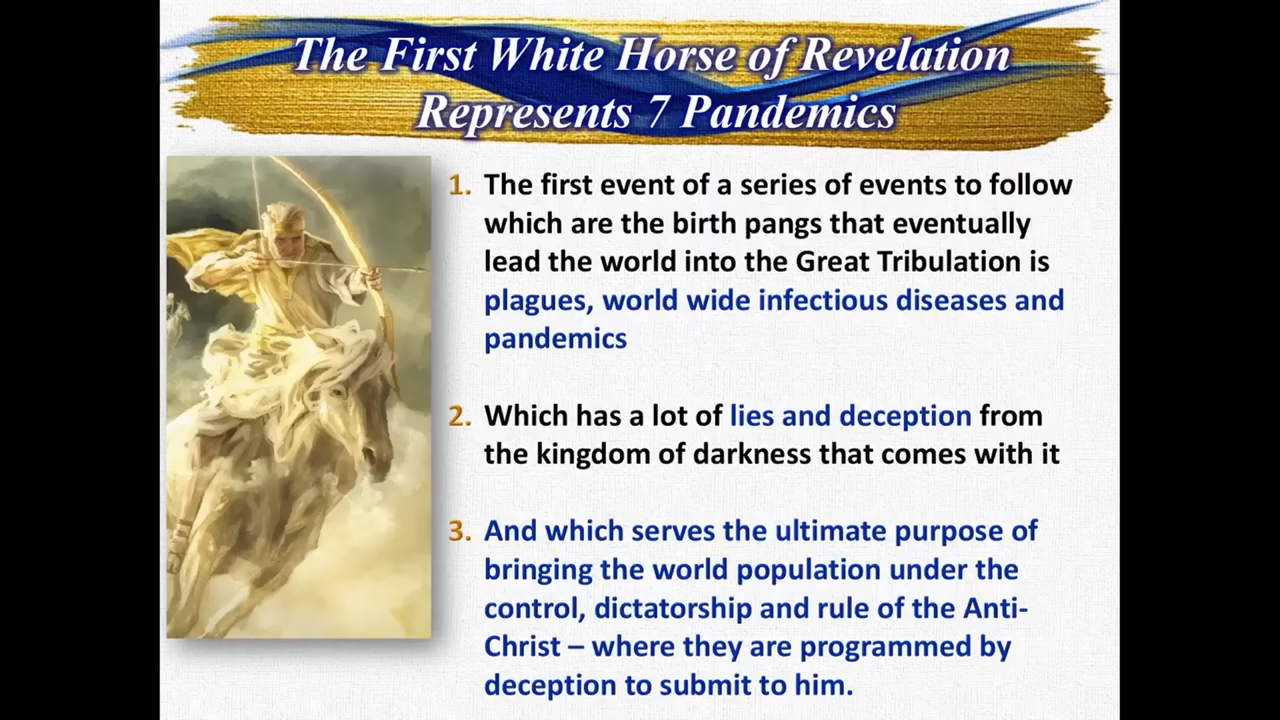 The First White Horse of Revelation
Represents 7 Pandemics
1. The first event of a series of events to follow
which are the birth pangs that eventually
lead the world into the Great Tribulation is
plagues, world wide infectious diseases and
pandemics
2. Which has a lot of lies and deception from
the kingdom of darkness that comes with it
3. And which serves the ultimate purpose of
bringing the world population under the
control, dictatorship and rule of the Anti-
Christ – where they are programmed by
deception to submit to him.